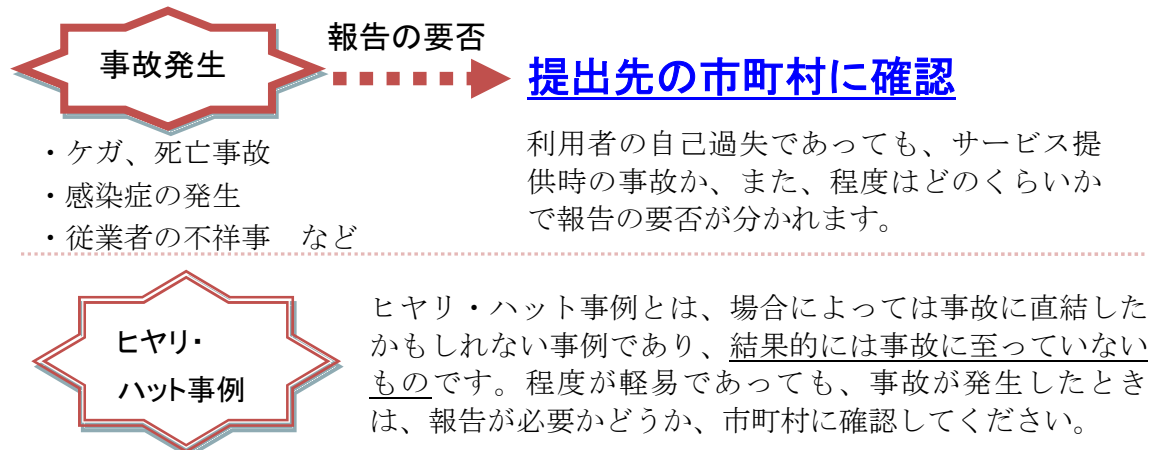 事故発生
報告の要否
提出先の市町村に確認
・ケガ、死亡事故
・感染症の発生
・従業者の不祥事　など
利用者の自己過失であっても、サービス提
供時の事故か、また、程度はどのくらいか
で報告の要否が分かれます。
ヒヤリ・
ハット事例
ヒヤリ・ハット事例とは、場合によっては事故に直結した
かもしれない事例であり、結果的には事故に至っていない
ものです。程度が軽易であっても、事故が発生したとき
は、報告が必要かどうか、市町村に確認してください。